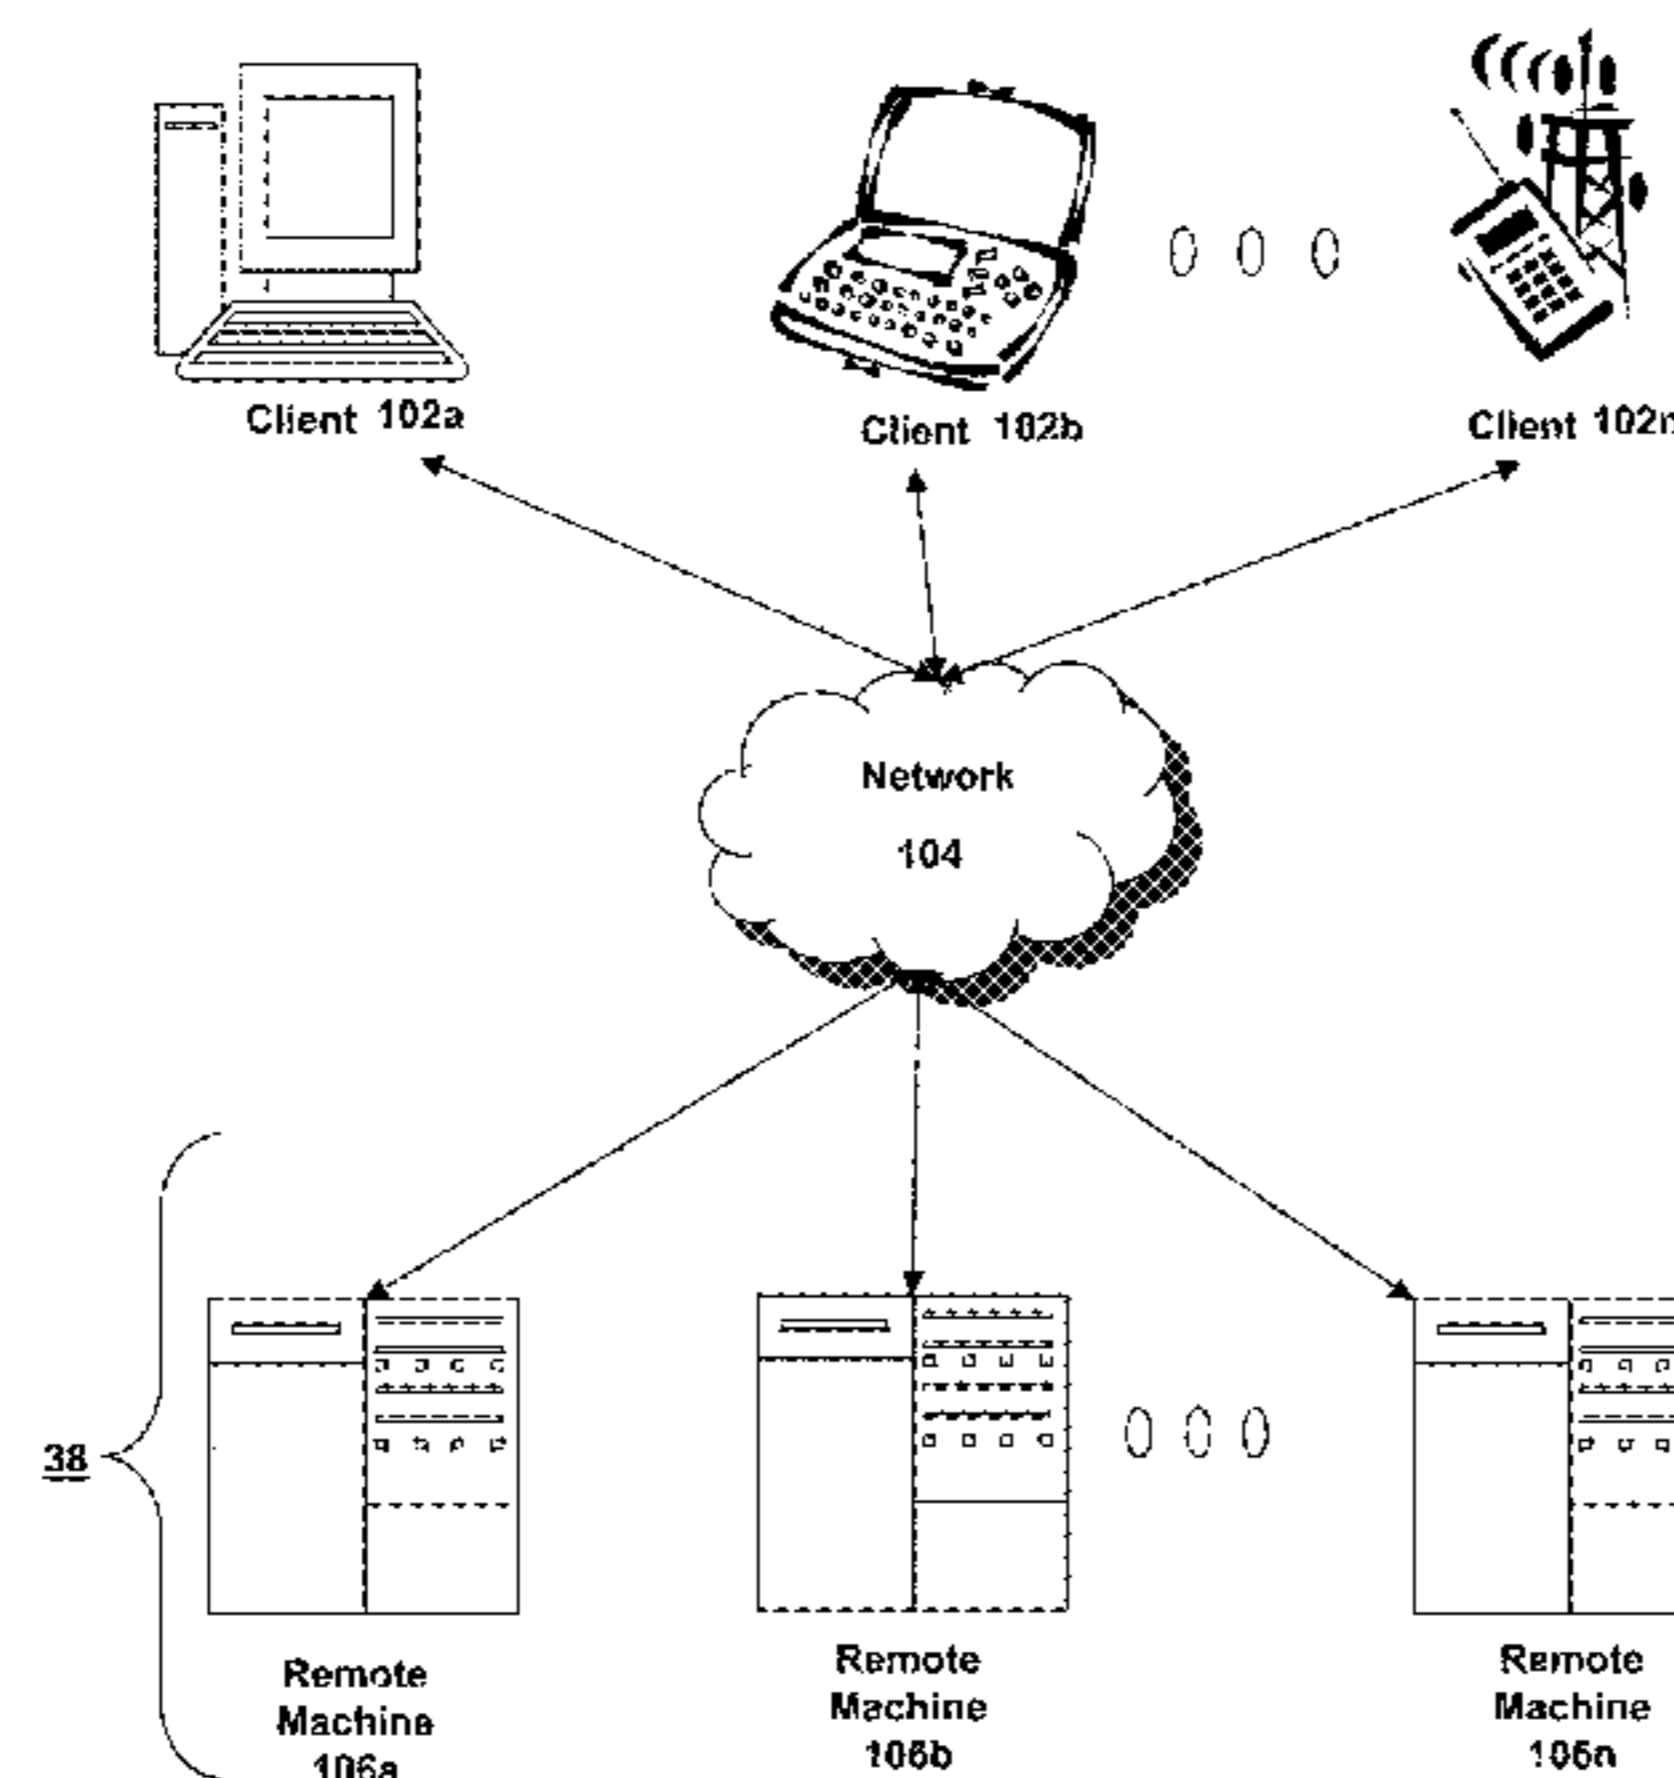 Client 102a
Client 102b
Client 102n
Network
104
38
Remote
Machine
106a
Remote
Machine
106b
Remote
Machine
106n